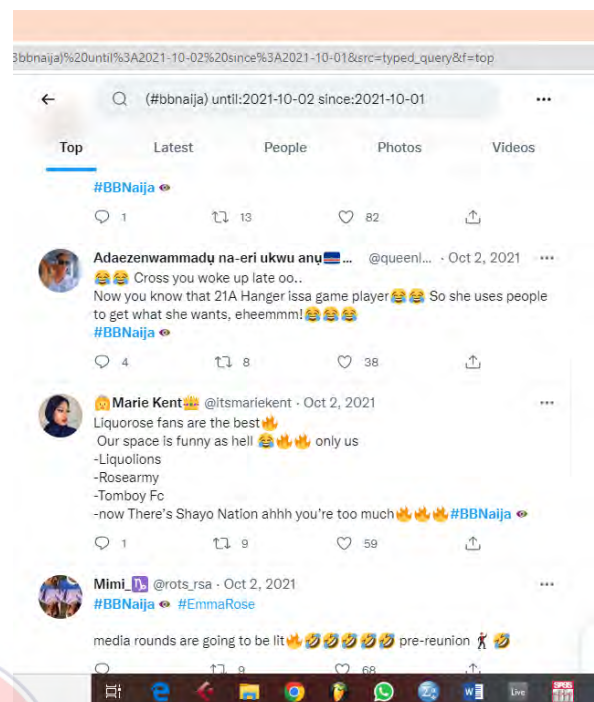 3bbnaija)%20until%3A2021-10-02%20since%3A2021-10-01&src=typed_query&f=top
(#bbnaija) until:2021-10-02 since:2021-10-01
Top Latest People Photos Videos
#BBNaija
1 13 82
Adaezenwammadụ na-eri ukwu anụ... @queenl... · Oct 2, 2021
😂😂 Cross you woke up late oo..
Now you know that 21A Hanger issa game player😂😂 So she uses people
to get what she wants, eheemmm!😂😂😂
#BBNaija
4 8 38
Marie Kent @itsmariekent · Oct 2, 2021
Liquorose fans are the best🔥
Our space is funny as hell 😂🔥🔥 only us
-Liquolions
-Rosearmy
-Tomboy Fc
-now There's Shayo Nation ahhh you're too much🔥🔥🔥#BBNaija
1 9 59
Mimi_♑ @rots_rsa · Oct 2, 2021
#BBNaija #EmmaRose
media rounds are going to be lit🔥🤣🤣🤣🤣🤣 pre-reunion 🤣
9 68
Live